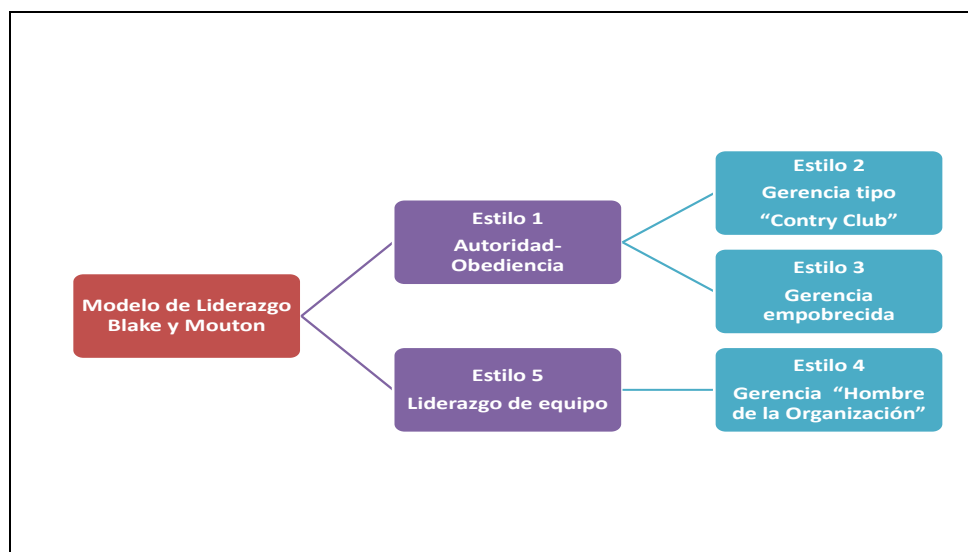 Modelo de Liderazgo
Blake y Mouton
Estilo 1
Autoridad-
Obediencia
Estilo 5
Liderazgo de equipo
Estilo 2
Gerencia tipo
“Contry Club”
Estilo 3
Gerencia
empobrecida
Estilo 4
Gerencia “Hombre
de la Organización”